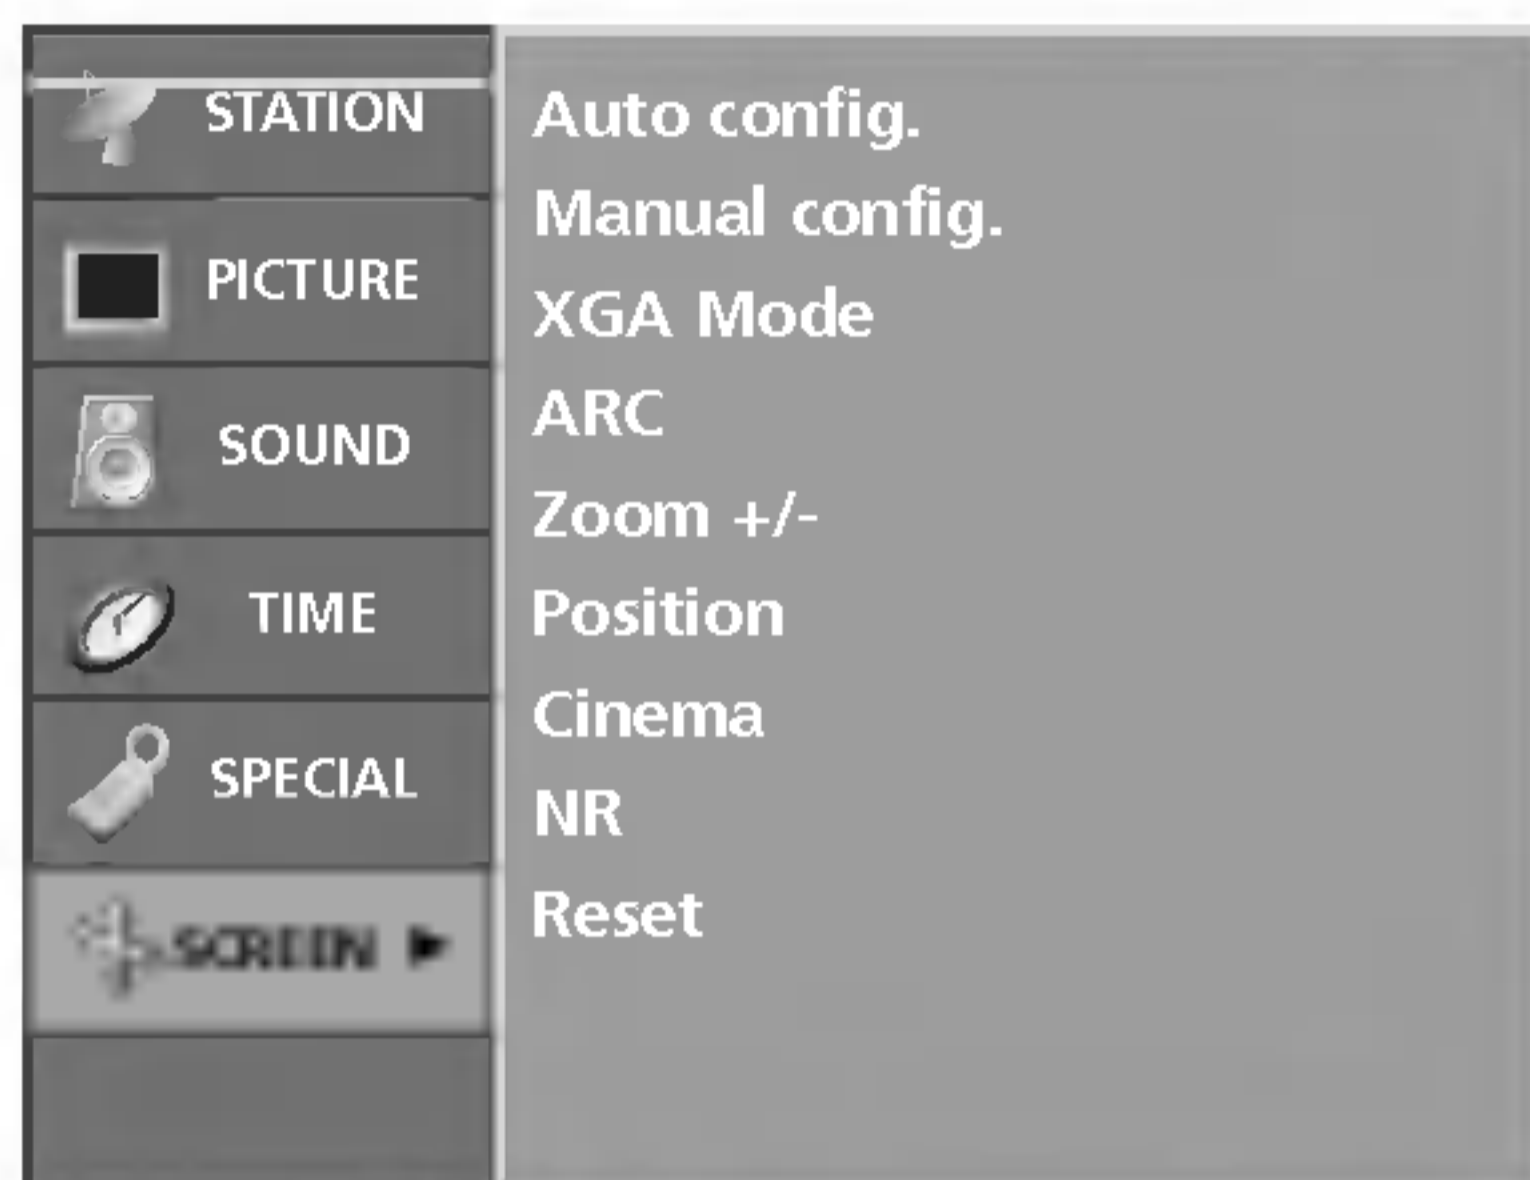 STATION
PICTURE
SOUND
TIME
SPECIAL
SCREEN
Auto config.
Manual config.
XGA Mode
ARC
Zoom +/-
Position
Cinema
NR
Reset